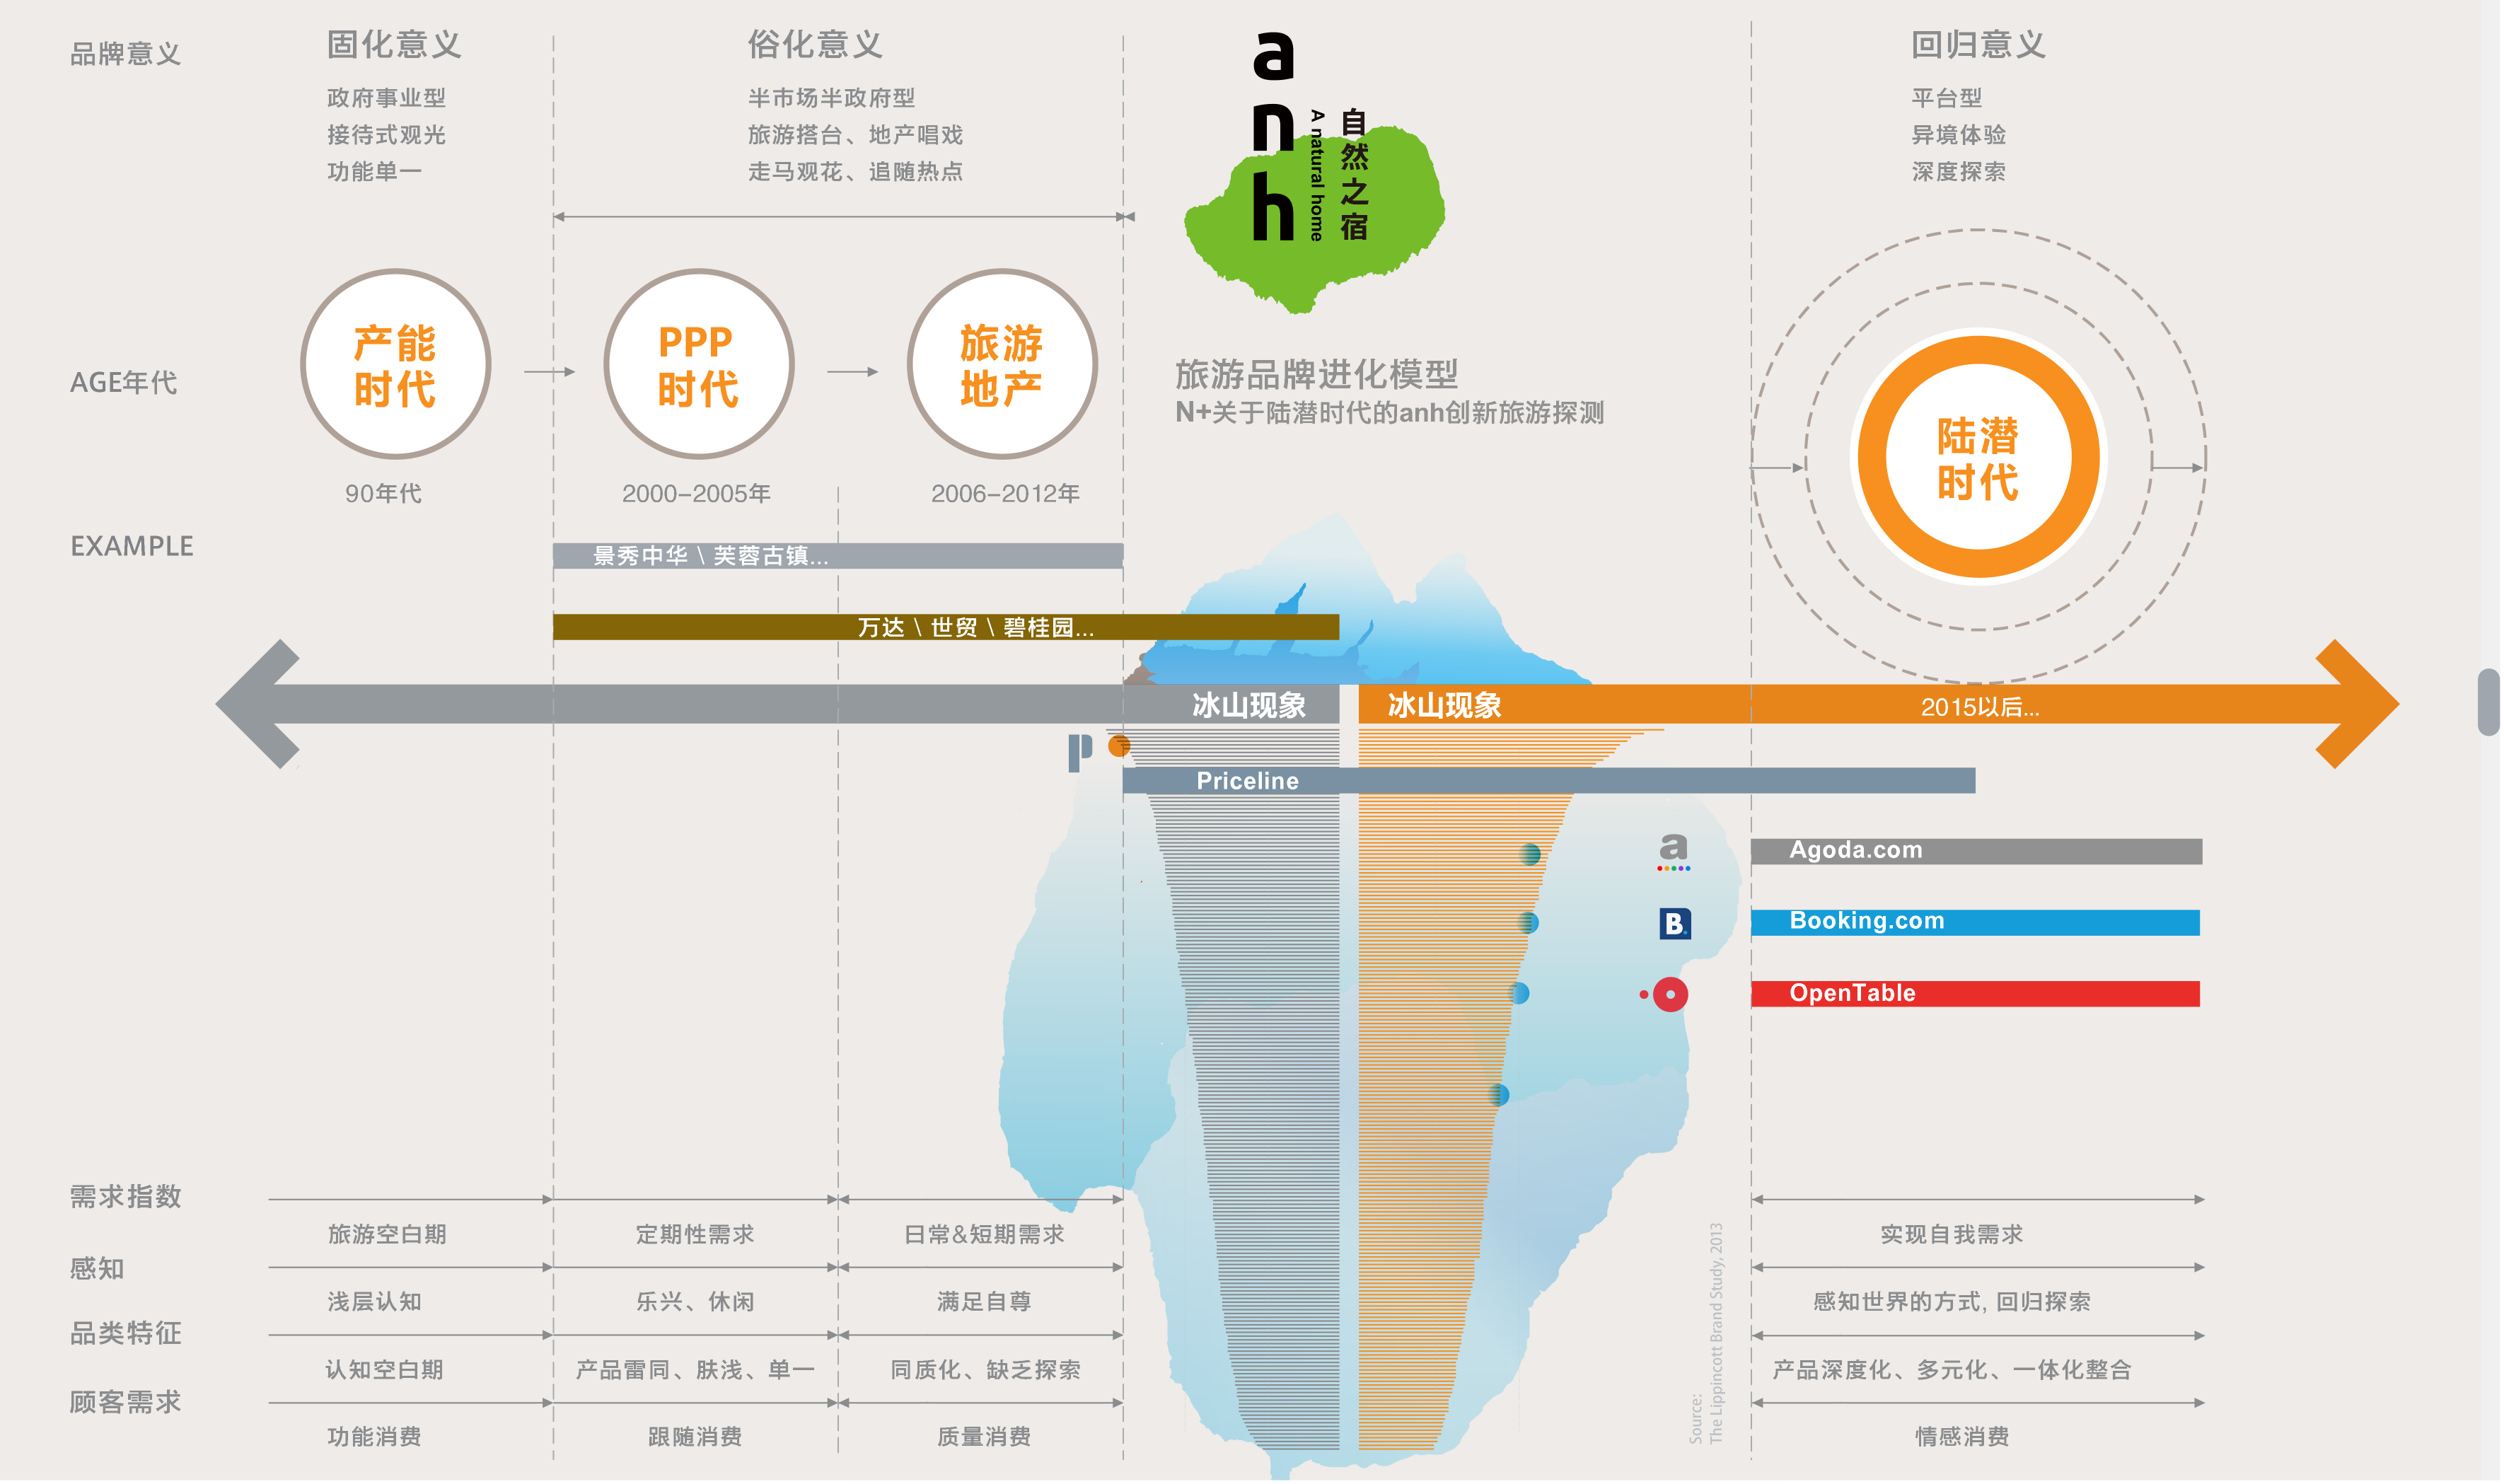 品牌意义
固化意义
政府事业型
接待式观光
功能单一
俗化意义
半市场半政府型
旅游搭台、地产唱戏
走马观花、追随热点
anh
A natural home
自然之宿
回归意义
平台型
异境体验
深度探索
AGE年代
产能
时代
90年代
PPP
时代
2000-2005年
旅游
地产
2006-2012年
旅游品牌进化模型
N+关于陆潜时代的anh创新旅游探测
陆潜
时代
EXAMPLE
景秀中华 \ 芙蓉古镇...
万达 \ 世贸 \ 碧桂园...
冰山现象
冰山现象
2015以后...
P
Priceline
a
Agoda.com
B.
Booking.com
OpenTable
需求指数
旅游空白期
定期性需求
日常&短期需求
实现自我需求
感知
浅层认知
乐兴、休闲
满足自尊
感知世界的方式, 回归探索
品类特征
认知空白期
产品雷同、肤浅、单一
同质化、缺乏探索
产品深度化、多元化、一体化整合
顾客需求
功能消费
跟随消费
质量消费
情感消费
Source:
The Lippincott Brand Study, 2013